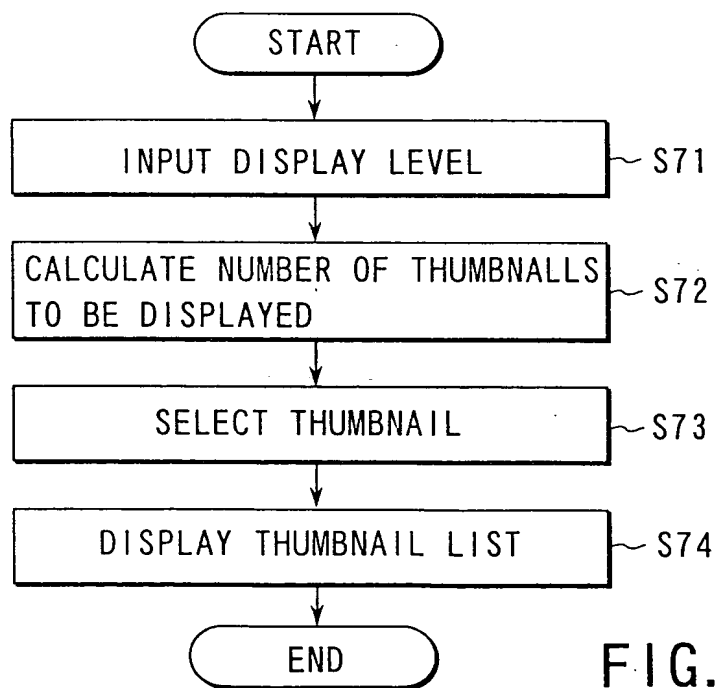 START
INPUT DISPLAY LEVEL
S71
CALCULATE NUMBER OF THUMBNALLS
TO BE DISPLAYED
S72
SELECT THUMBNAIL
S73
DISPLAY THUMBNAIL LIST
S74
END
FIG.